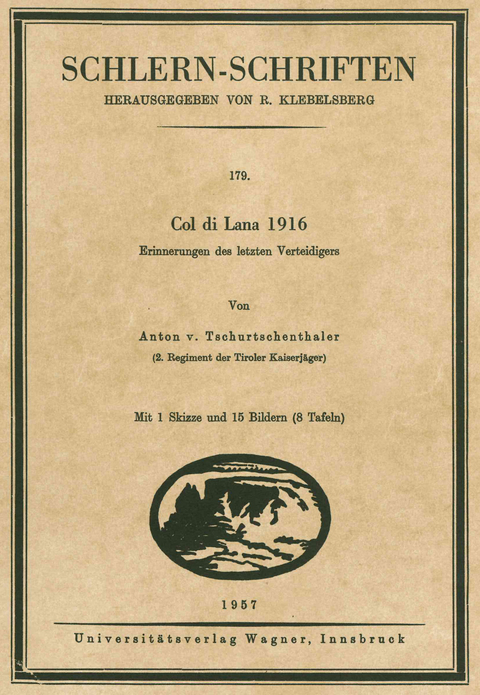 SCHLERN-SCHRIFTEN
HERAUSGEGEBEN VON R. KLEBELSBERG
179.
Col di Lana 1916
Erinnerungen des letzten Verteidigers
Von
Anton v. Tschurtschenthaler
(2. Regiment der Tiroler Kaiserjäger)
Mit 1 Skizze und 15 Bildern (8 Tafeln)
1957
Universitätsverlag Wagner, Innsbruck